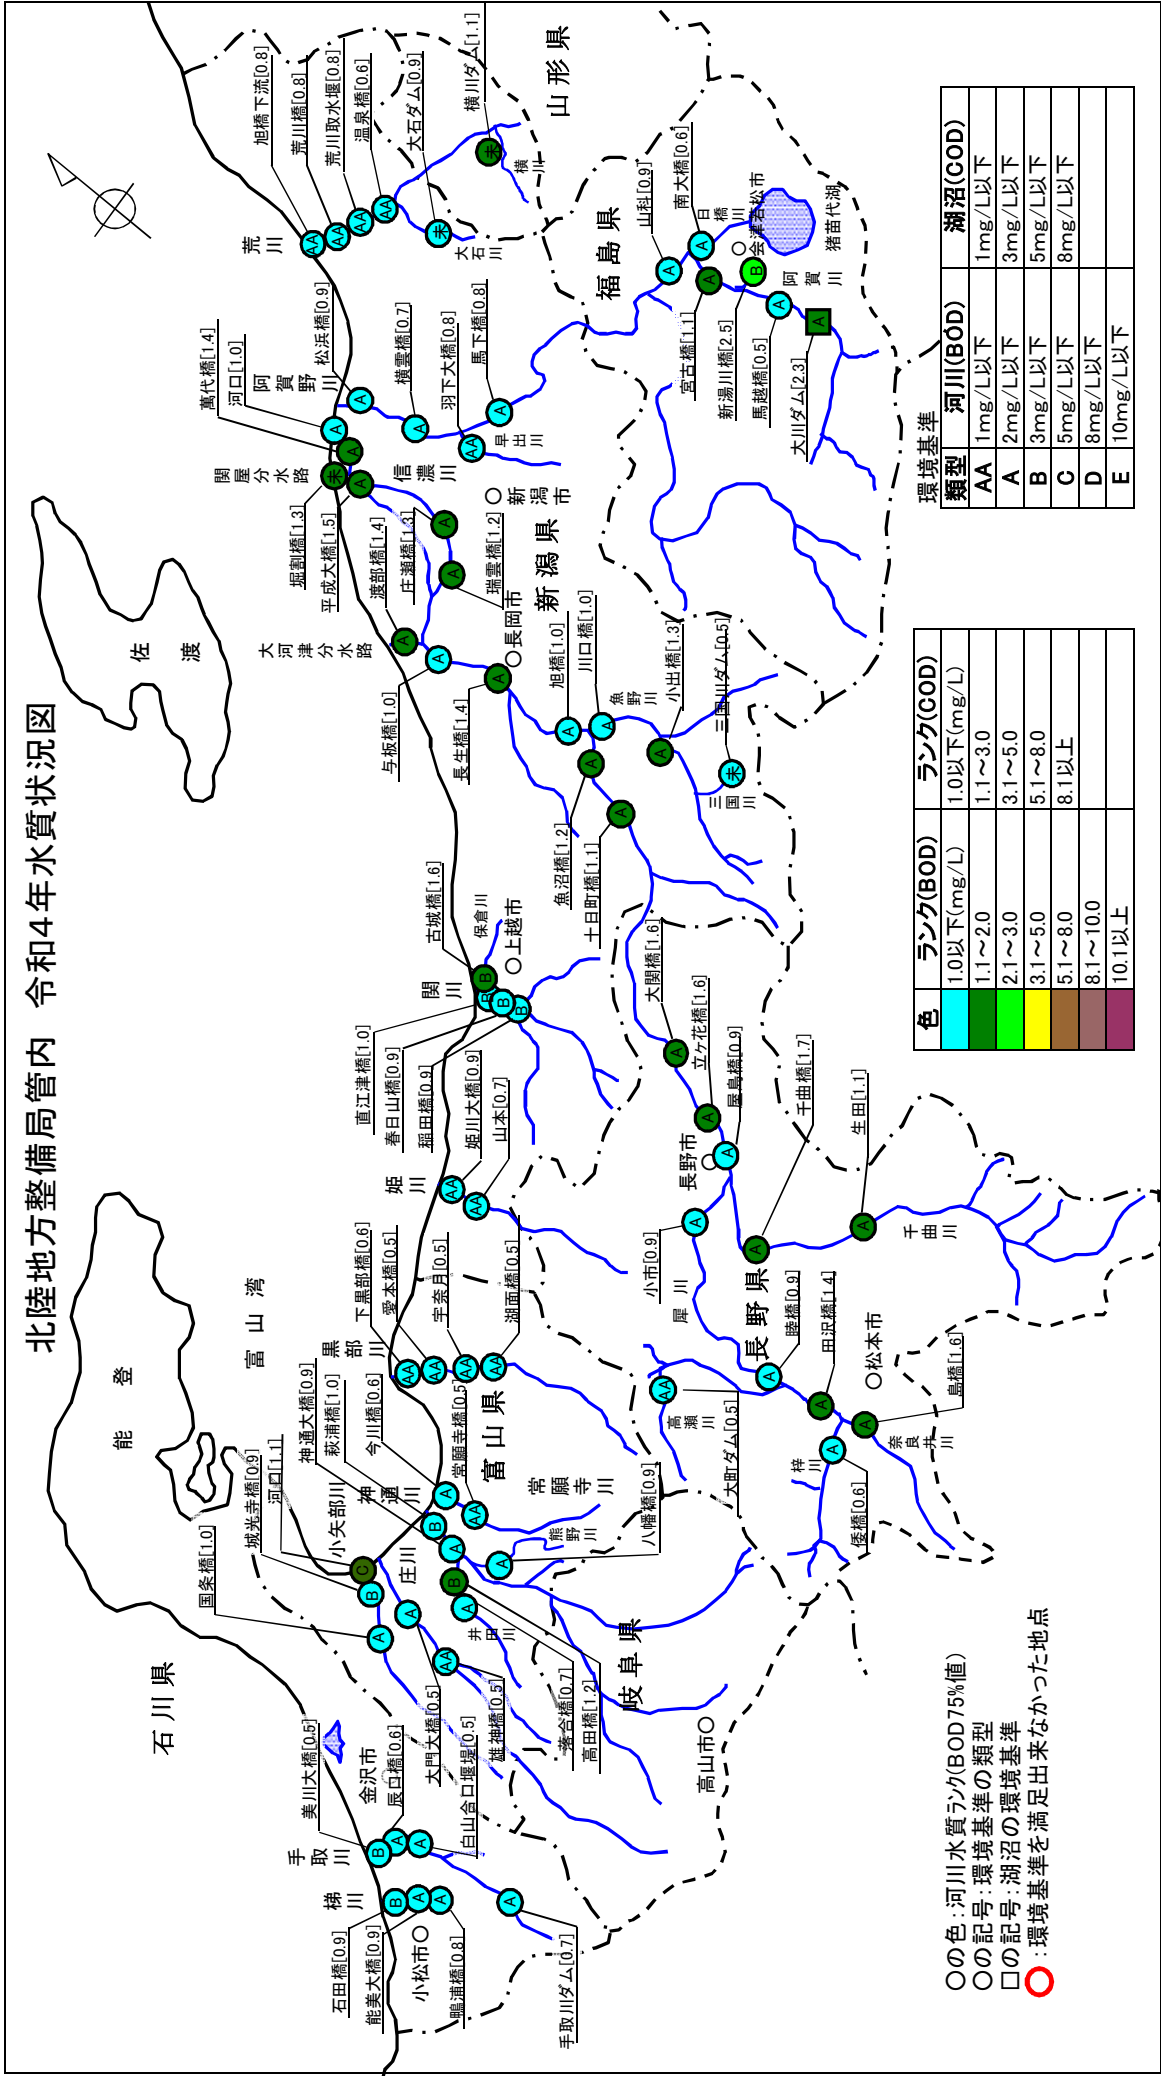 北陸地方整備局管内　令和4年水質状況図
佐渡
能登
富山湾
石川県
富山県
岐阜県
長野県
新潟県
福島県
山形県
荒川
旭橋下流[0.8]
荒川橋[0.8]
荒川取水堰[0.8]
温泉橋[0.6]
大石ダム[0.9]
横川ダム[1.1]
大石川
横川
阿賀野川
松浜橋[0.9]
横雲橋[0.7]
羽下大橋[0.8]
馬下橋[0.8]
早出川
山科[0.9]
南大橋[0.6]
日橋川
会津若松市
猪苗代湖
阿賀川
宮古橋[1.1]
新湯川橋[2.5]
馬越橋[0.5]
大川ダム[2.3]
萬代橋[1.4]
河口[1.0]
関屋分水路
信濃川
新潟市
堀割橋[1.3]
平成大橋[1.5]
渡部橋[1.4]
庄瀬橋[1.3]
瑞雲橋[1.2]
大河津分水路
長岡市
与板橋[1.0]
長生橋[1.4]
旭橋[1.0]
川口橋[1.0]
魚野川
小出橋[1.3]
三国川ダム[0.5]
三国川
魚沼橋[1.2]
十日町橋[1.1]
古城橋[1.6]
保倉川
上越市
関川
直江津橋[1.0]
春日山橋[0.9]
稲田橋[0.9]
姫川大橋[0.9]
山本[0.7]
姫川
大関橋[1.6]
立ケ花橋[1.6]
屋島橋[0.9]
千曲橋[1.7]
生田[1.1]
長野市
千曲川
小市[0.9]
犀川
睦橋[0.9]
田沢橋[1.4]
松本市
島橋[1.6]
奈良井川
梓川
倭橋[0.6]
高瀬川
大町ダム[0.5]
下黒部橋[0.6]
愛本橋[0.5]
宇奈月[0.5]
湖面橋[0.5]
黒部川
神通大橋[0.9]
萩浦橋[1.0]
今川橋[0.6]
常願寺橋[0.5]
常願寺川
神通川
熊野川
八幡橋[0.9]
井田川
落合橋[0.7]
高田橋[1.2]
高山市
小矢部川
庄川
河口[1.1]
城光寺橋[0.9]
国条橋[1.0]
大門大橋[0.5]
雄神橋[0.5]
美川大橋[0.5]
金沢市
辰口橋[0.6]
白山合口堰堤[0.5]
手取川
梯川
石田橋[0.9]
能美大橋[0.9]
小松市
鴨浦橋[0.8]
手取川ダム[0.7]
○の色：河川水質ランク(BOD75%値)
○の記号：環境基準の類型
□の記号：湖沼の環境基準
○：環境基準を満足出来なかった地点
色 ランク(BOD) ランク(COD)
1.0以下(mg/L) 1.0以下(mg/L)
1.1～2.0 1.1～3.0
2.1～3.0 3.1～5.0
3.1～5.0 5.1～8.0
5.1～8.0 8.1以上
8.1～10.0
10.1以上
環境基準
類型 河川(BOD) 湖沼(COD)
AA 1mg/L以下 1mg/L以下
A 2mg/L以下 3mg/L以下
B 3mg/L以下 5mg/L以下
C 5mg/L以下 8mg/L以下
D 8mg/L以下
E 10mg/L以下